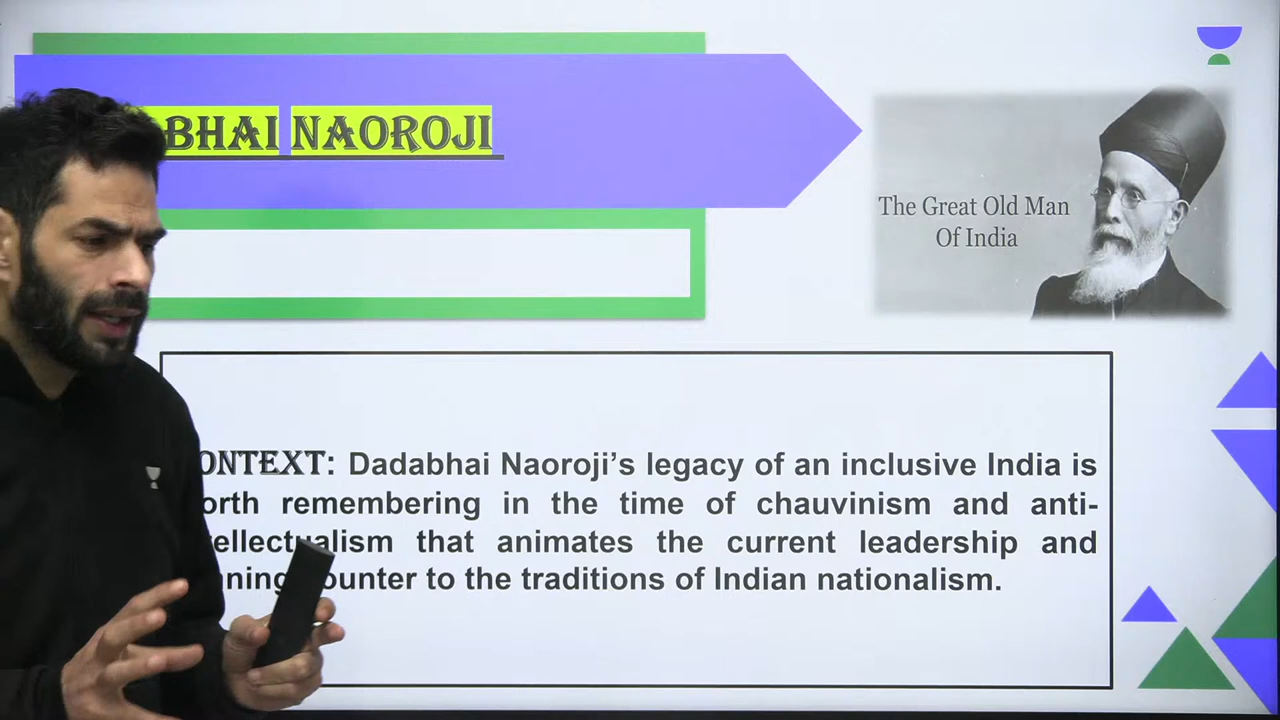 BHAI NAOROJI
The Great Old Man
Of India
ONTEXT: Dadabhai Naoroji’s legacy of an inclusive India is
orth remembering in the time of chauvinism and anti-
ellectualism that animates the current leadership and
ning ounter to the traditions of Indian nationalism.